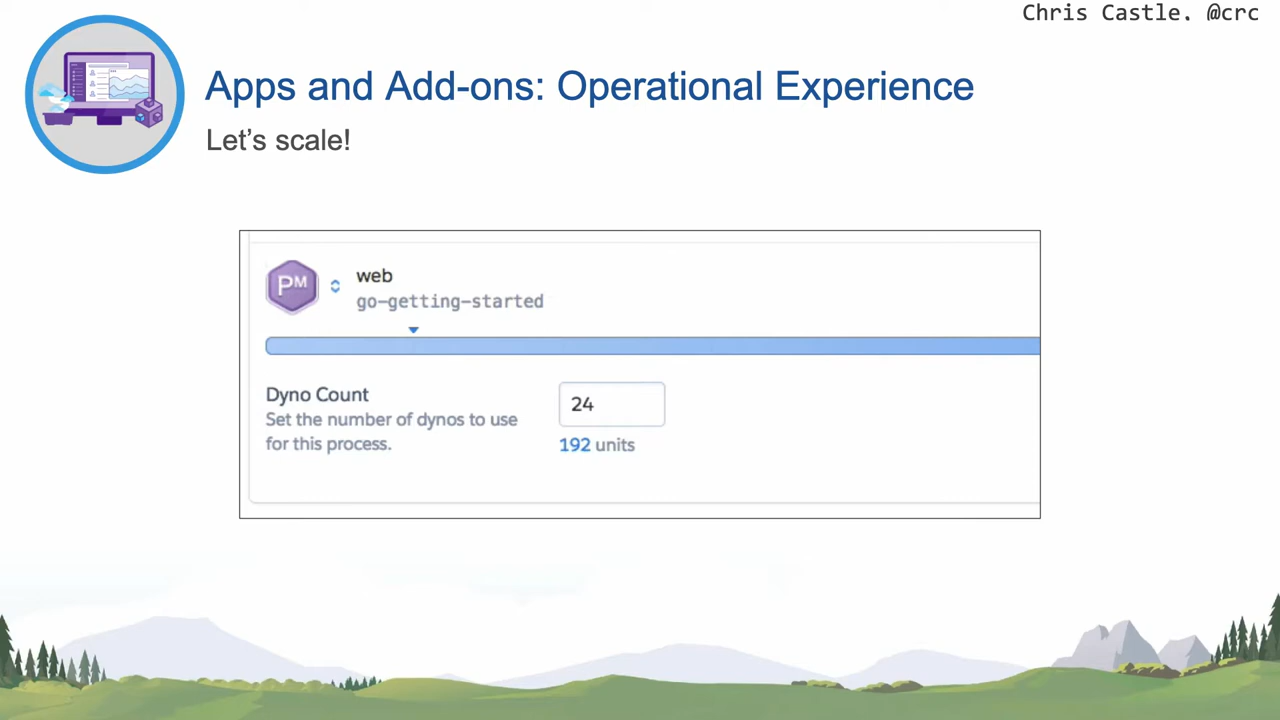 Chris Castle. @crc
Apps and Add-ons: Operational Experience
Let's scale!
PM
web
go-getting-started
Dyno Count
Set the number of dynos to use
for this process.
24
192 units